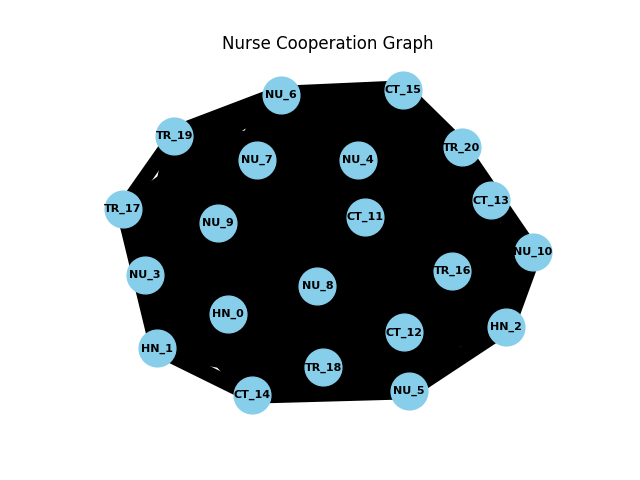 Nurse Cooperation Graph
CT_15
NU_6
TR_19
TR_20
NU_7
NU_4
CT_13
TR_17
CT_11
NU_9
NU_10
TR_16
NU_3
NU_8
HN_0
HN_2
CT_12
HN_1
TR_18
NU_5
CT_14